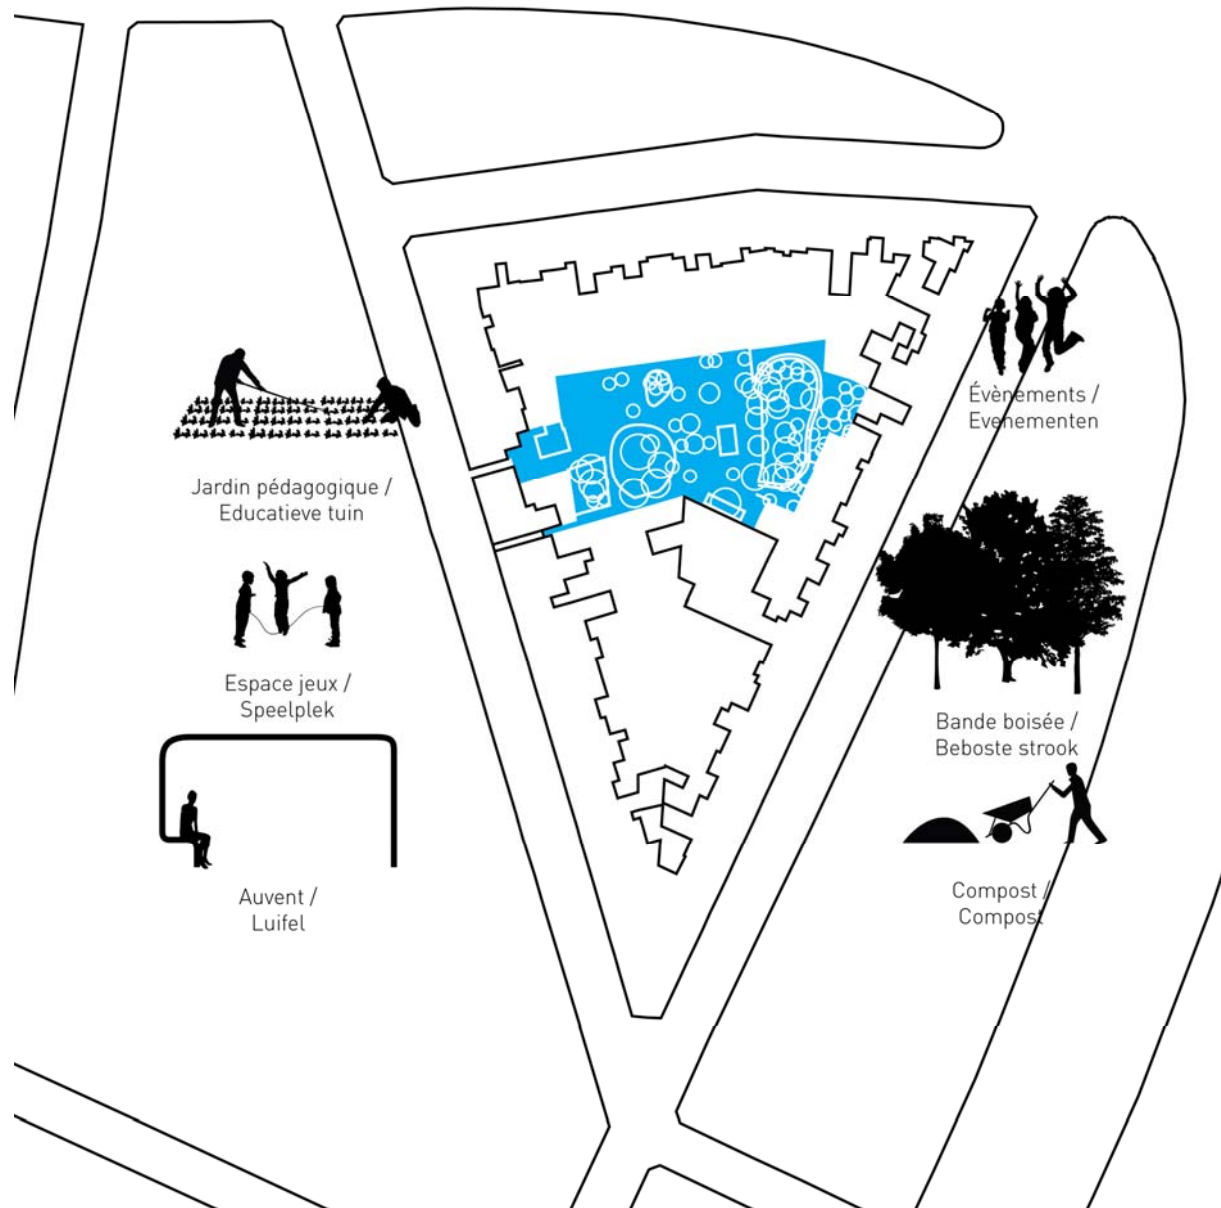 Évènements /
Evenementen
Jardin pédagogique /
Educatieve tuin
Espace jeux /
Speelplek
Bande boisée /
Beboste strook
Auvent /
Luifel
Compost /
Compost